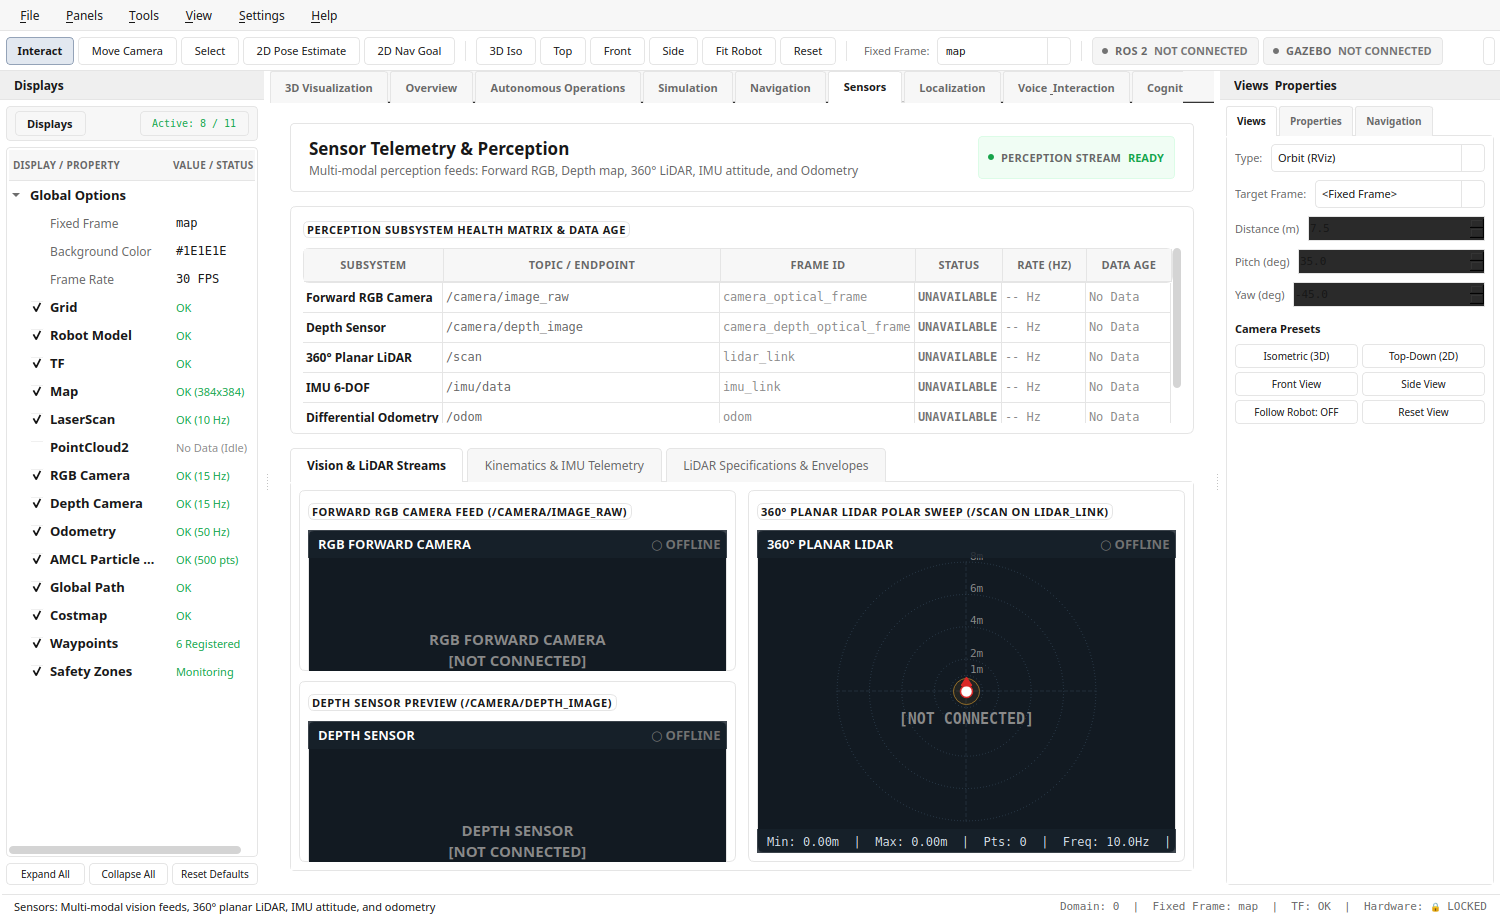 File Panels Tools View Settings Help
Interact Move Camera Select 2D Pose Estimate 2D Nav Goal 3D Iso Top Front Side Fit Robot Reset Fixed Frame: map ROS 2 NOT CONNECTED GAZEBO NOT CONNECTED
Displays
Displays Active: 8 / 11
DISPLAY / PROPERTY VALUE / STATUS
Global Options
Fixed Frame map
Background Color #1E1E1E
Frame Rate 30 FPS
Grid OK
Robot Model OK
TF OK
Map OK (384x384)
LaserScan OK (10 Hz)
PointCloud2 No Data (Idle)
RGB Camera OK (15 Hz)
Depth Camera OK (15 Hz)
Odometry OK (50 Hz)
AMCL Particle ... OK (500 pts)
Global Path OK
Costmap OK
Waypoints 6 Registered
Safety Zones Monitoring
Expand All Collapse All Reset Defaults
3D Visualization Overview Autonomous Operations Simulation Navigation Sensors Localization Voice _Interaction Cognit
Sensor Telemetry & Perception
Multi-modal perception feeds: Forward RGB, Depth map, 360° LiDAR, IMU attitude, and Odometry
PERCEPTION STREAM READY
PERCEPTION SUBSYSTEM HEALTH MATRIX & DATA AGE
SUBSYSTEM TOPIC / ENDPOINT FRAME ID STATUS RATE (HZ) DATA AGE
Forward RGB Camera /camera/image_raw camera_optical_frame UNAVAILABLE -- Hz No Data
Depth Sensor /camera/depth_image camera_depth_optical_frame UNAVAILABLE -- Hz No Data
360° Planar LiDAR /scan lidar_link UNAVAILABLE -- Hz No Data
IMU 6-DOF /imu/data imu_link UNAVAILABLE -- Hz No Data
Differential Odometry /odom odom UNAVAILABLE -- Hz No Data
Vision & LiDAR Streams Kinematics & IMU Telemetry LiDAR Specifications & Envelopes
FORWARD RGB CAMERA FEED (/CAMERA/IMAGE_RAW)
RGB FORWARD CAMERA OFFLINE
RGB FORWARD CAMERA
[NOT CONNECTED]
DEPTH SENSOR PREVIEW (/CAMERA/DEPTH_IMAGE)
DEPTH SENSOR OFFLINE
DEPTH SENSOR
[NOT CONNECTED]
360° PLANAR LIDAR POLAR SWEEP (/SCAN ON LIDAR_LINK)
360° PLANAR LIDAR OFFLINE
8m
6m
4m
2m
1m
[NOT CONNECTED]
Min: 0.00m | Max: 0.00m | Pts: 0 | Freq: 10.0Hz |
Views Properties
Views Properties Navigation
Type: Orbit (RViz)
Target Frame: <Fixed Frame>
Distance (m) 7.5
Pitch (deg) 35.0
Yaw (deg) -45.0
Camera Presets
Isometric (3D) Top-Down (2D)
Front View Side View
Follow Robot: OFF Reset View
Sensors: Multi-modal vision feeds, 360° planar LiDAR, IMU attitude, and odometry
Domain: 0 | Fixed Frame: map | TF: OK | Hardware: 🔒 LOCKED